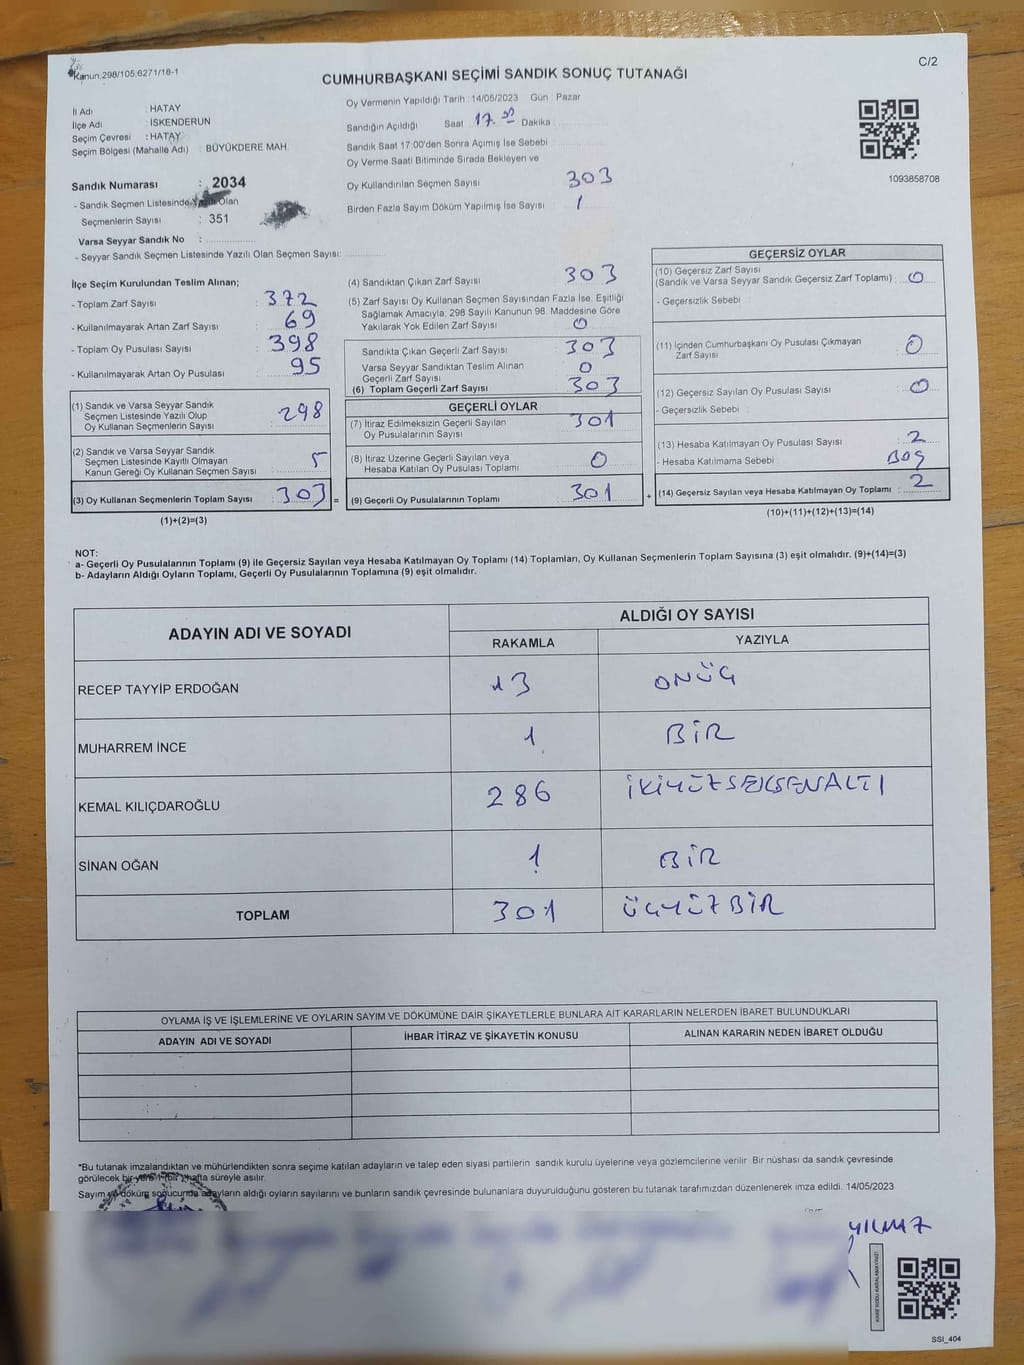 Kanun:298/105;6271/18-1
C/2
CUMHURBAŞKANI SEÇİMİ SANDIK SONUÇ TUTANAĞI
İl Adı : HATAY
İlçe Adı : İSKENDERUN
Seçim Çevresi : HATAY
Seçim Bölgesi (Mahalle Adı) : BÜYÜKDERE MAH.
Sandık Numarası : 2034
- Sandık Seçmen Listesinde Yazılı Olan
Seçmenlerin Sayısı : 351
Varsa Seyyar Sandık No :
- Seyyar Sandık Seçmen Listesinde Yazılı Olan Seçmen Sayısı:
Oy Vermenin Yapıldığı Tarih : 14/05/2023 Gün : Pazar
Sandığın Açıldığı Saat 17.00 Dakika
Sandık Saat 17:00'den Sonra Açımış İse Sebebi
Oy Verme Saati Bitiminde Sırada Bekleyen ve
Oy Kullandırılan Seçmen Sayısı 303
Birden Fazla Sayım Döküm Yapılmış İse Sayısı 1
1093858708
İlçe Seçim Kurulundan Teslim Alınan;
- Toplam Zarf Sayısı 372
- Kullanılmayarak Artan Zarf Sayısı 69
- Toplam Oy Pusulası Sayısı 398
- Kullanılmayarak Artan Oy Pusulası 95
(1) Sandık ve Varsa Seyyar Sandık
Seçmen Listesinde Yazılı Olup
Oy Kullanan Seçmenlerin Sayısı 298
(2) Sandık ve Varsa Seyyar Sandık
Seçmen Listesinde Kayıtlı Olmayan
Kanun Gereği Oy Kullanan Seçmen Sayısı 5
(3) Oy Kullanan Seçmenlerin Toplam Sayısı 303 =
(1)+(2)=(3)
(4) Sandıktan Çıkan Zarf Sayısı 303
(5) Zarf Sayısı Oy Kullanan Seçmen Sayısından Fazla İse, Eşitliği
Sağlamak Amacıyla; 298 Sayılı Kanunun 98. Maddesine Göre
Yakılarak Yok Edilen Zarf Sayısı 0
Sandıkta Çıkan Geçerli Zarf Sayısı 303
Varsa Seyyar Sandıktan Teslim Alınan
Geçerli Zarf Sayısı 0
(6) Toplam Geçerli Zarf Sayısı 303
GEÇERLİ OYLAR
(7) İtiraz Edilmeksizin Geçerli Sayılan
Oy Pusulalarının Sayısı 301
(8) İtiraz Üzerine Geçerli Sayılan veya
Hesaba Katılan Oy Pusulası Toplamı 0
(9) Geçerli Oy Pusulalarının Toplamı 301 +
GEÇERSİZ OYLAR
(10) Geçersiz Zarf Sayısı
(Sandık ve Varsa Seyyar Sandık Geçersiz Zarf Toplamı) 0
- Geçersizlik Sebebi
(11) İçinden Cumhurbaşkanı Oy Pusulası Çıkmayan
Zarf Sayısı 0
(12) Geçersiz Sayılan Oy Pusulası Sayısı 0
- Geçersizlik Sebebi
(13) Hesaba Katılmayan Oy Pusulası Sayısı 2
- Hesaba Katılmama Sebebi BOŞ
(14) Geçersiz Sayılan veya Hesaba Katılmayan Oy Toplamı 2
(10)+(11)+(12)+(13)=(14)
NOT:
a- Geçerli Oy Pusulalarının Toplamı (9) ile Geçersiz Sayılan veya Hesaba Katılmayan Oy Toplamı (14) Toplamları, Oy Kullanan Seçmenlerin Toplam Sayısına (3) eşit olmalıdır. (9)+(14)=(3)
b- Adayların Aldığı Oyların Toplamı, Geçerli Oy Pusulalarının Toplamına (9) eşit olmalıdır.
ADAYIN ADI VE SOYADI
ALDIĞI OY SAYISI
RAKAMLA YAZIYLA
RECEP TAYYİP ERDOĞAN 13 ONÜÇ
MUHARREM İNCE 1 BİR
KEMAL KILIÇDAROĞLU 286 İKİYÜZSEKSENALTI
SİNAN OĞAN 1 BİR
TOPLAM 301 ÜÇYÜZBİR
OYLAMA İŞ VE İŞLEMLERİNE VE OYLARIN SAYIM VE DÖKÜMÜNE DAİR ŞİKAYETLERLE BUNLARA AİT KARARLARIN NELERDEN İBARET BULUNDUKLARI
ADAYIN ADI VE SOYADI İHBAR İTİRAZ VE ŞİKAYETİN KONUSU ALINAN KARARIN NEDEN İBARET OLDUĞU
*Bu tutanak imzalandıktan ve mühürlendikten sonra seçime katılan adayların ve talep eden siyasi partilerin sandık kurulu üyelerine veya gözlemcilerine verilir. Bir nüshası da sandık çevresinde
görülecek bir yere 1 (bir) hafta süreyle asılır.
Sayım ve döküm sonucunda adayların aldığı oyların sayılarını ve bunların sandık çevresinde bulunanlara duyurulduğunu gösteren bu tutanak tarafımızdan düzenlenerek imza edildi. 14/05/2023
YILMAZ
KARE KODU KARALAMAYINIZ!
SSI_404